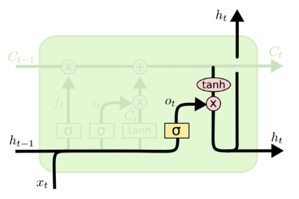 h_t
C_{t-1} × + C_t
tanh
f_t i_t o_t ×
× C̃_t
σ σ tanh σ
h_{t-1} h_t
x_t